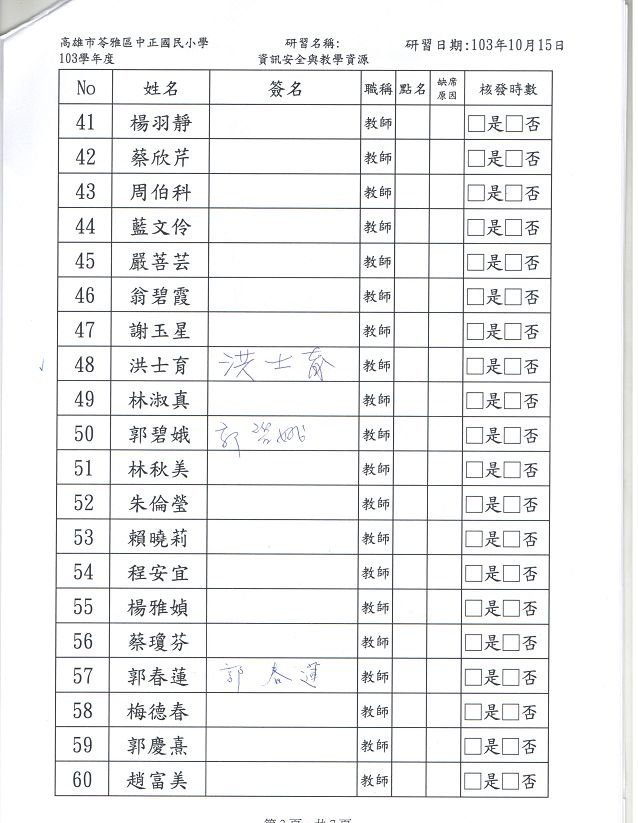 高雄市苓雅區中正國民小學 研習名稱: 研習日期:103年10月15日
103學年度 資訊安全與教學資源
No 姓名 簽名 職稱 點名 缺席原因 核發時數
41 楊羽靜 教師 □是□否
42 蔡欣芹 教師 □是□否
43 周伯科 教師 □是□否
44 藍文伶 教師 □是□否
45 嚴菩芸 教師 □是□否
46 翁碧霞 教師 □是□否
47 謝玉星 教師 □是□否
48 洪士育 洪士育 教師 □是□否
49 林淑真 教師 □是□否
50 郭碧娥 郭碧娥 教師 □是□否
51 林秋美 教師 □是□否
52 朱倫瑩 教師 □是□否
53 賴曉莉 教師 □是□否
54 程安宜 教師 □是□否
55 楊雅媜 教師 □是□否
56 蔡瓊芬 教師 □是□否
57 郭春蓮 郭春蓮 教師 □是□否
58 梅德春 教師 □是□否
59 郭慶熹 教師 □是□否
60 趙富美 教師 □是□否